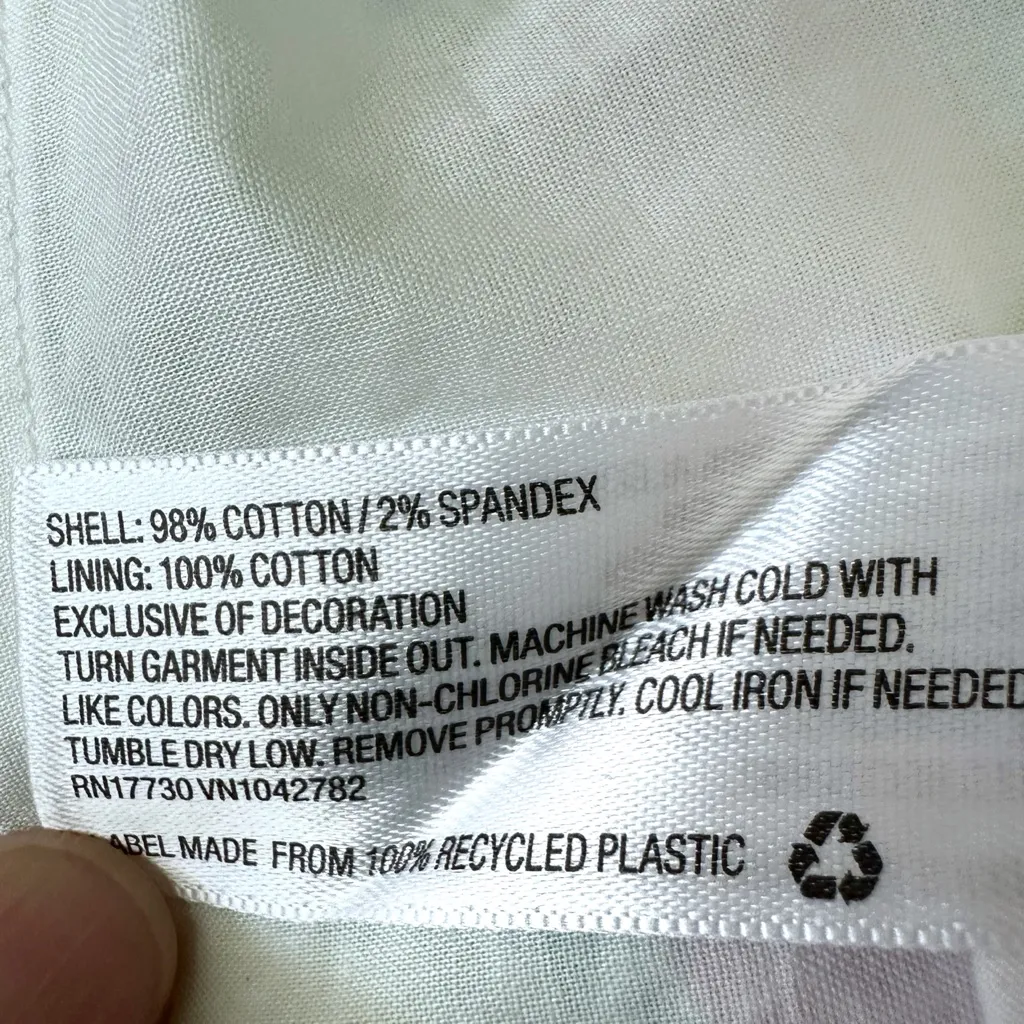 SHELL: 98% COTTON / 2% SPANDEX
LINING: 100% COTTON
EXCLUSIVE OF DECORATION
TURN GARMENT INSIDE OUT. MACHINE WASH COLD WITH
LIKE COLORS. ONLY NON-CHLORINE BLEACH IF NEEDED.
TUMBLE DRY LOW. REMOVE PROMPTLY. COOL IRON IF NEEDED
RN17730 VN1042782
LABEL MADE FROM 100% RECYCLED PLASTIC